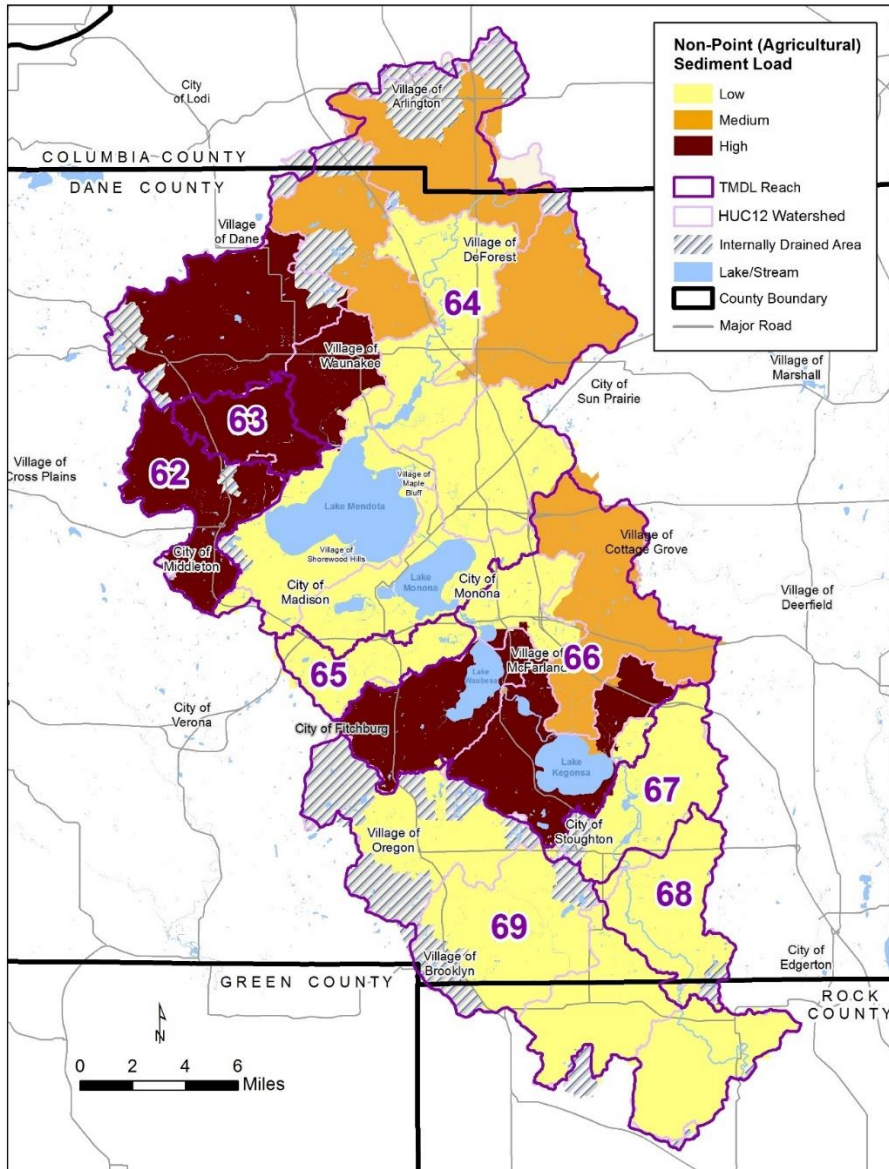 Non-Point (Agricultural)
Sediment Load
Low
Medium
High
TMDL Reach
HUC12 Watershed
Internally Drained Area
Lake/Stream
County Boundary
Major Road
City
of Lodi
Village of
Arlington
COLUMBIA COUNTY
DANE COUNTY
Village
of Dane
Village of
DeForest
64
Village of
Waunakee
Village of
Marshall
City of
Sun Prairie
63
62
Village of
Cross Plains
Village of
Maple
Bluff
Lake Mendota
Village of
Cottage Grove
Village of
Shorewood Hills
City of
Middleton
Lake
Monona
City of
Monona
City of
Madison
Village of
Deerfield
Village of
McFarland
66
65
Lake
Waubesa
City of
Verona
City of Fitchburg
Lake
Kegonsa
67
City of
Stoughton
Village of
Oregon
68
69
Village of
Brooklyn
City of
Edgerton
GREEN COUNTY
ROCK
COUNTY
N
0 2 4 6
Miles